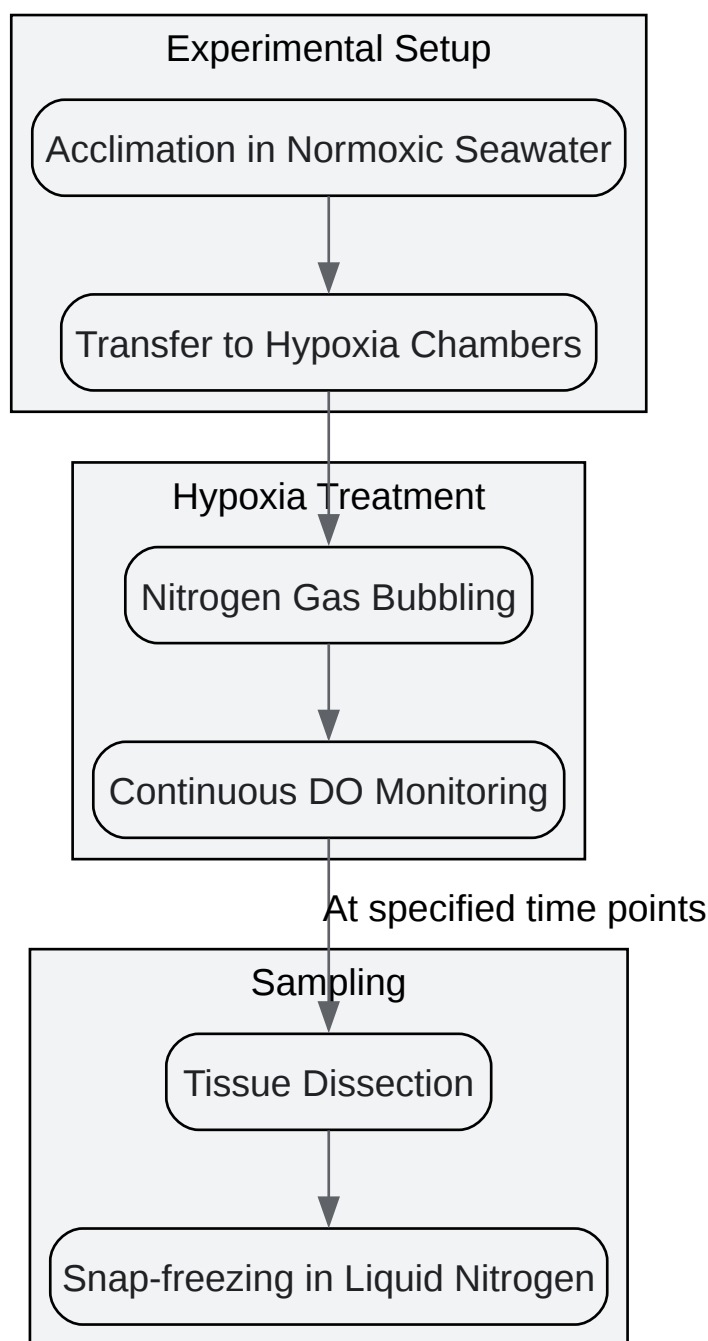 Experimental Setup
Acclimation in Normoxic Seawater
Transfer to Hypoxia Chambers
Hypoxia Treatment
Nitrogen Gas Bubbling
Continuous DO Monitoring
At specified time points
Sampling
Tissue Dissection
Snap-freezing in Liquid Nitrogen